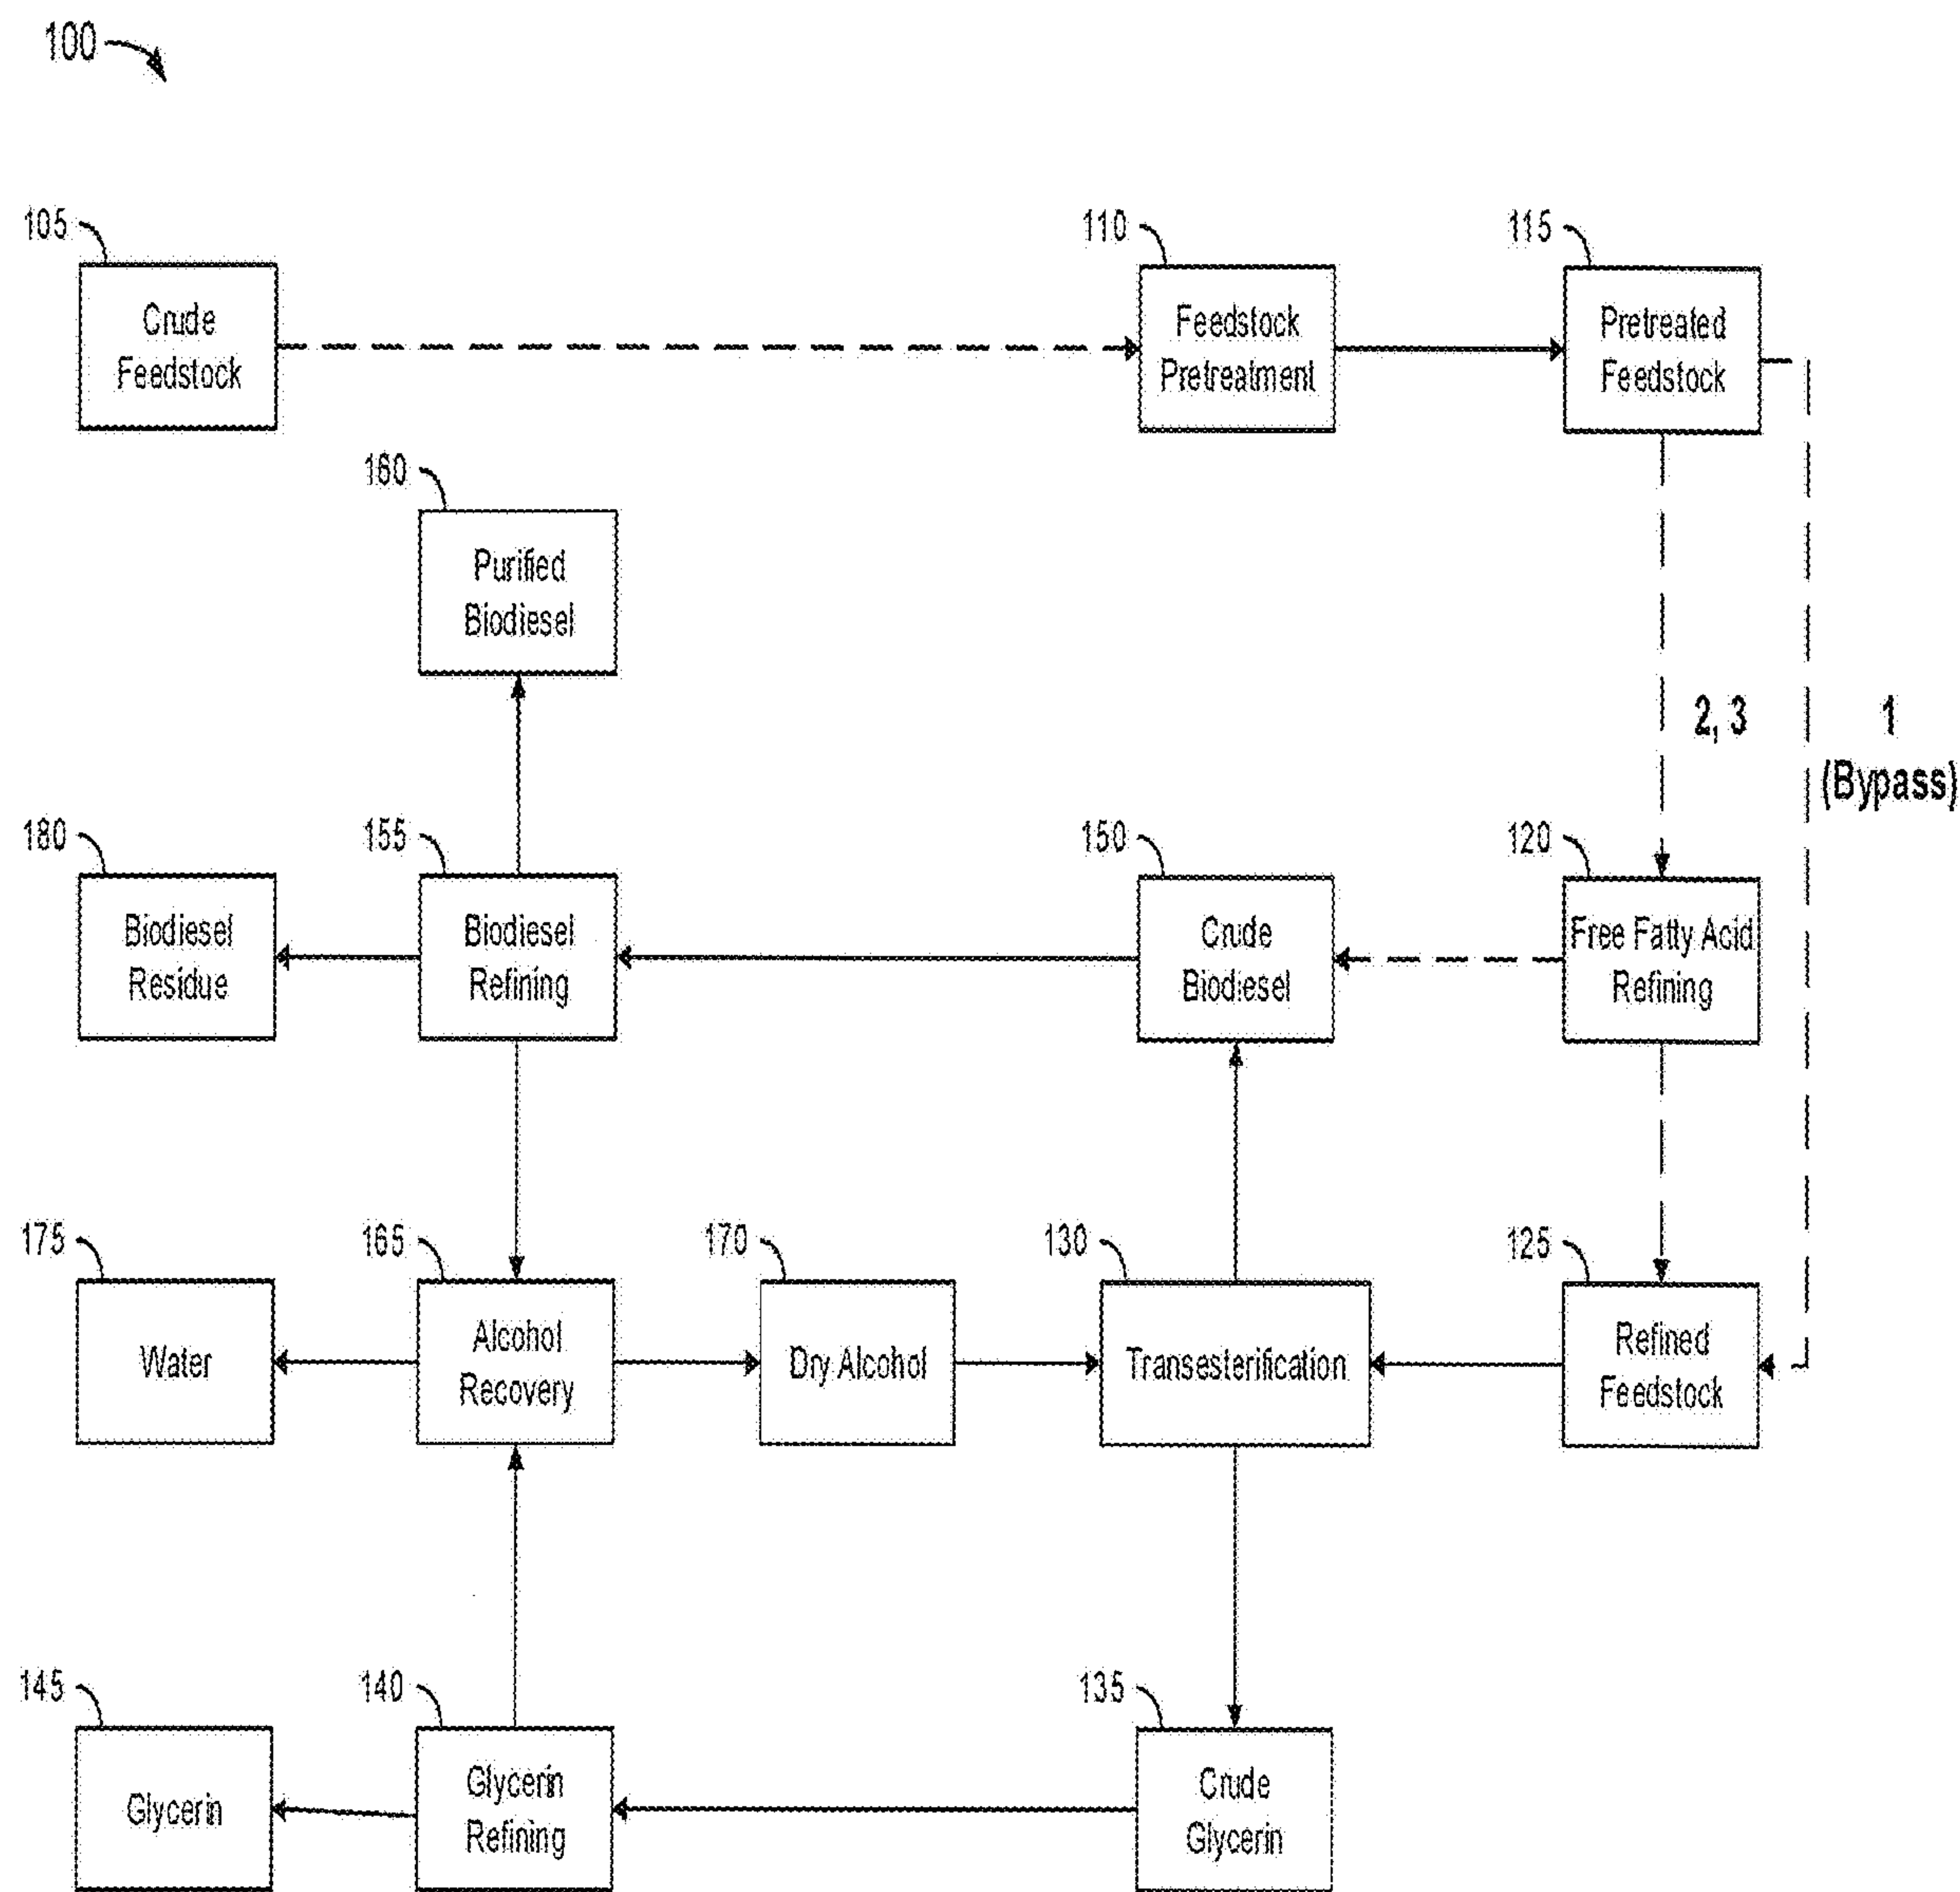 100
105
110
115
Crude
Feedstock
Feedstock
Pretreatment
Pretreated
Feedstock
160
Purified
Biodiesel
2, 3
1
(Bypass)
180
155
150
120
Biodiesel
Residue
Biodiesel
Refining
Crude
Biodiesel
Free Fatty Acid
Refining
175
165
170
130
125
Water
Alcohol
Recovery
Dry Alcohol
Transesterification
Refined
Feedstock
145
140
135
Glycerin
Glycerin
Refining
Crude
Glycerin